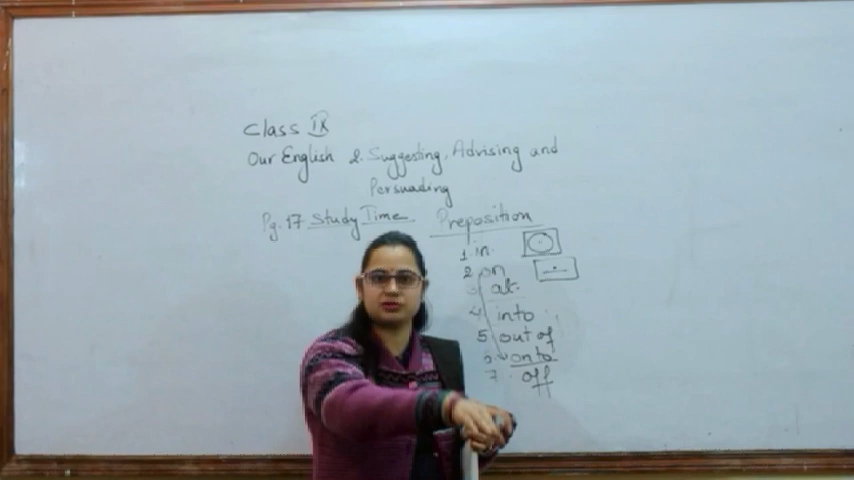 Class IX
Our English 2. Suggesting, Advising and
Persuading
Pg. 17 Study Time Preposition
1. in
2. on
3. at
4. into
5. out of
6. onto
7. off